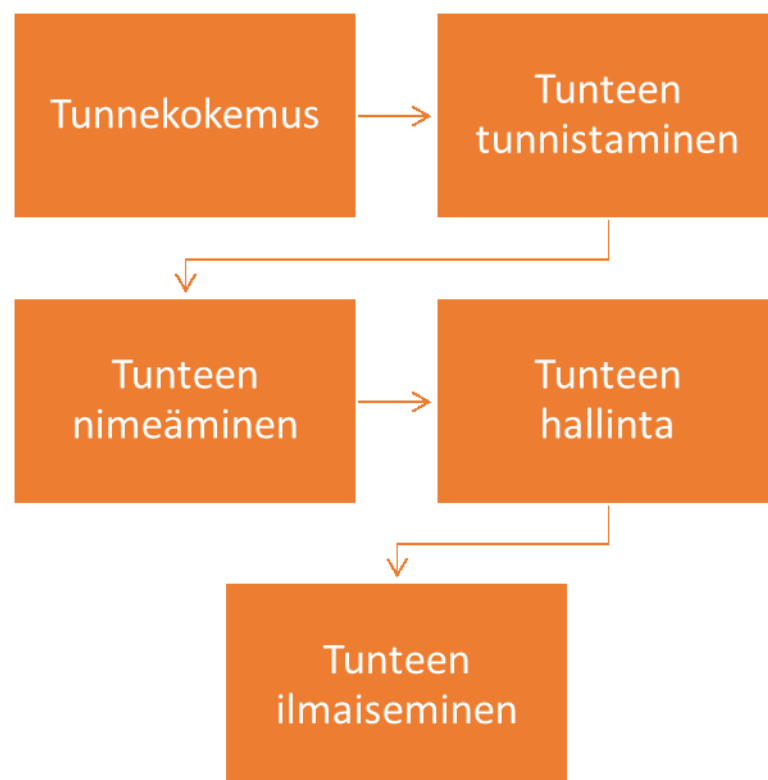 Tunnekokemus
Tunteen
tunnistaminen
Tunteen
nimeäminen
Tunteen
hallinta
Tunteen
ilmaiseminen